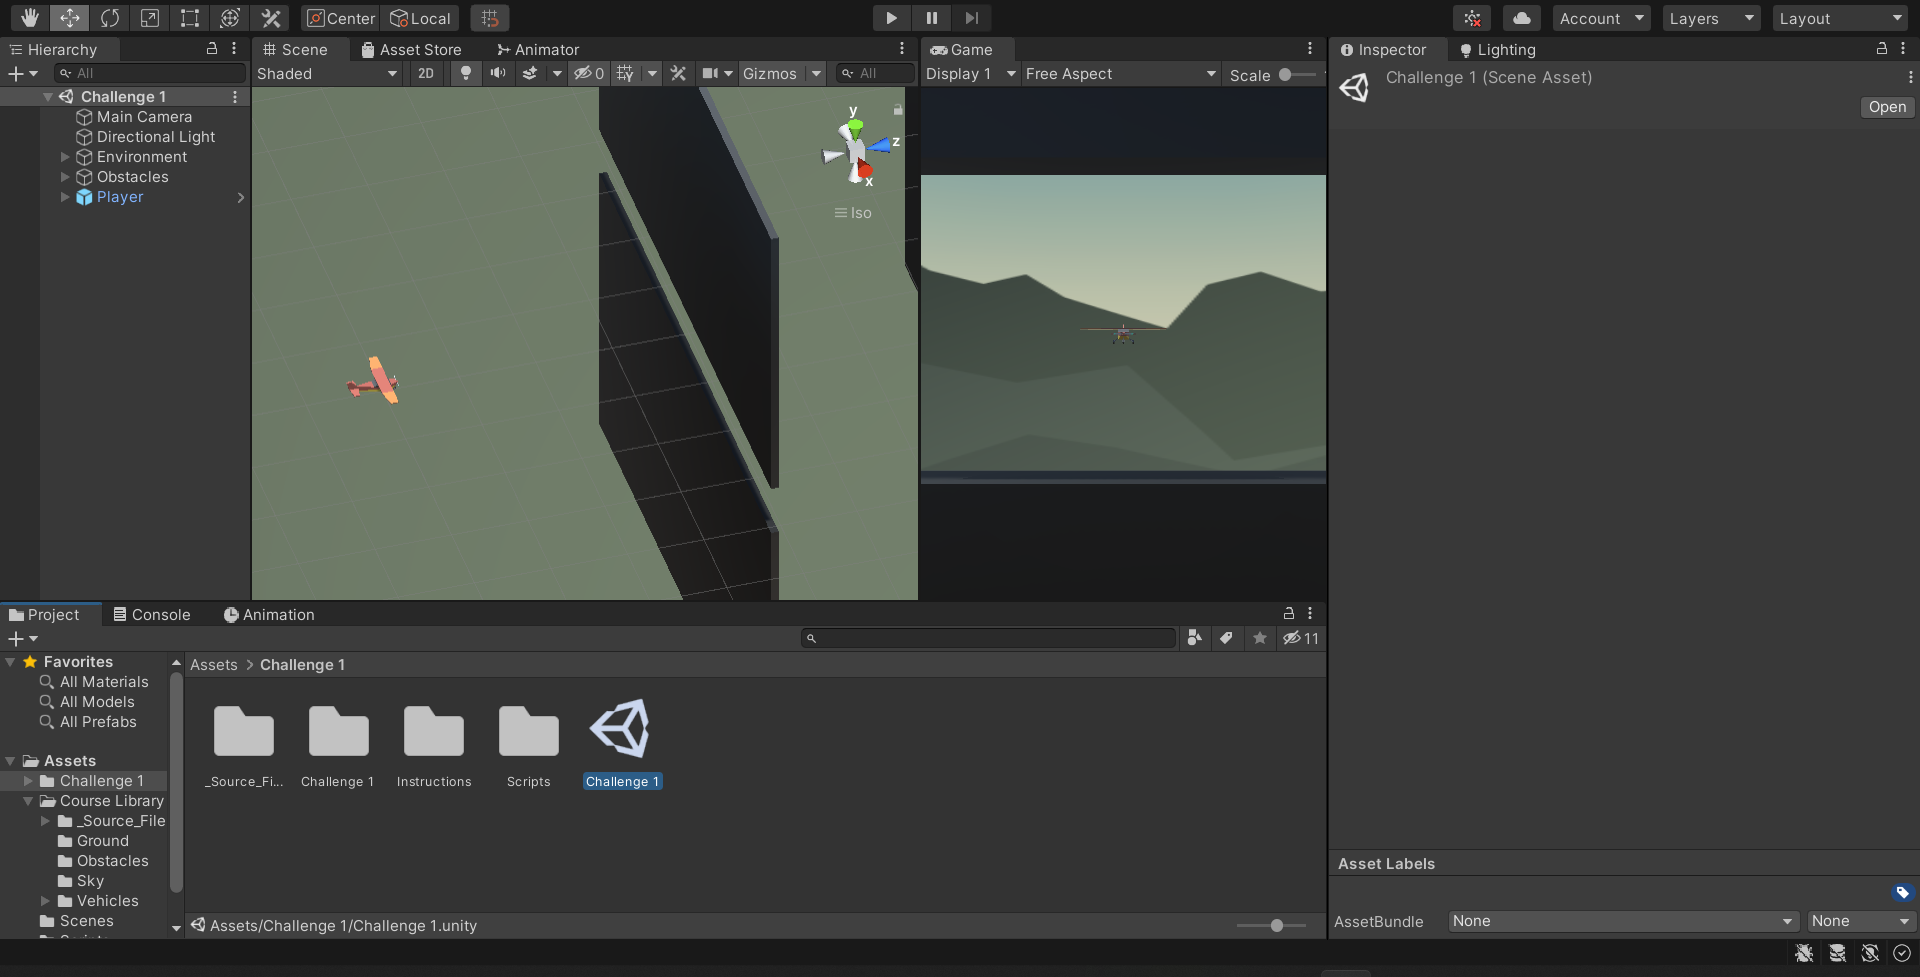 Center
Local
Account
Layers
Layout
Hierarchy
Scene
Asset Store
Animator
Game
Inspector
Lighting
All
Shaded
2D
0
Gizmos
All
Display 1
Free Aspect
Scale
Challenge 1 (Scene Asset)
Open
Challenge 1
Main Camera
Directional Light
Environment
Obstacles
Player
y
z
x
Iso
Project
Console
Animation
11
Favorites
All Materials
All Models
All Prefabs
Assets
Challenge 1
Course Library
_Source_File
Ground
Obstacles
Sky
Vehicles
Scenes
Assets > Challenge 1
_Source_Fi...
Challenge 1
Instructions
Scripts
Challenge 1
Assets/Challenge 1/Challenge 1.unity
Asset Labels
AssetBundle
None
None